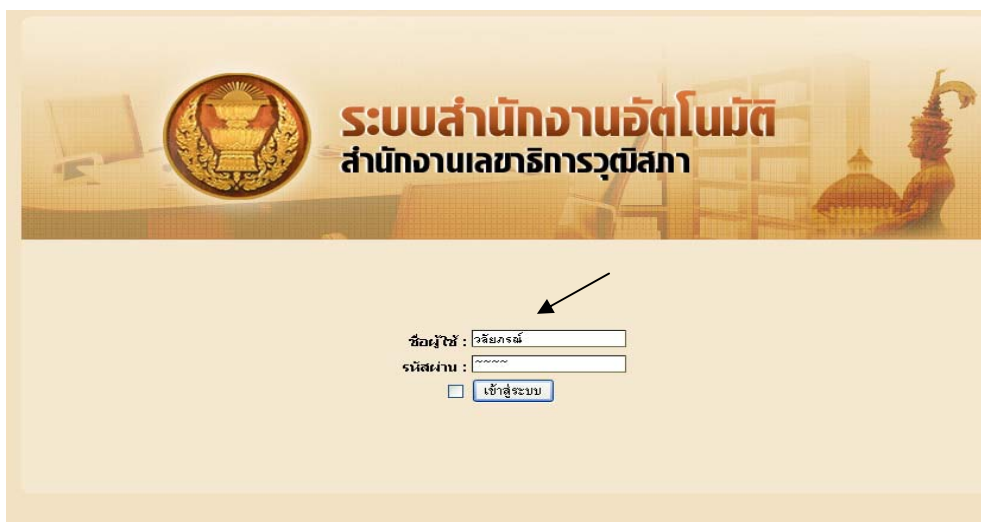 ระบบสำนักงานอัตโนมัติ
สำนักงานเลขาธิการวุฒิสภา
ชื่อผู้ใช้ : วลัยภรณ์
รหัสผ่าน : ~~~~
เข้าสู่ระบบ